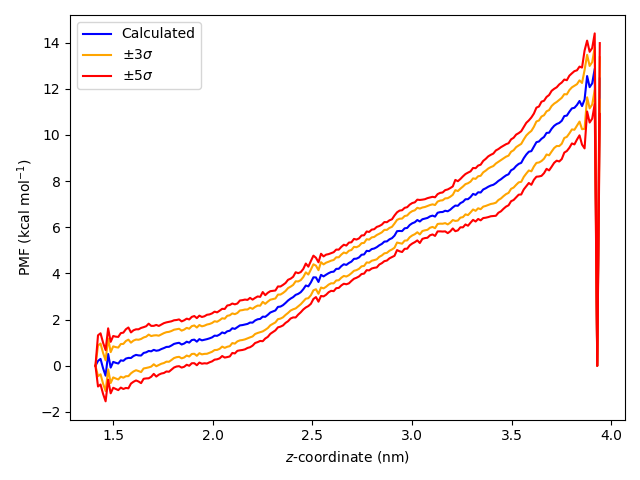 Calculated
±3σ
±5σ
PMF (kcal mol⁻¹)
14
12
10
8
6
4
2
0
−2
1.5 2.0 2.5 3.0 3.5 4.0
z-coordinate (nm)